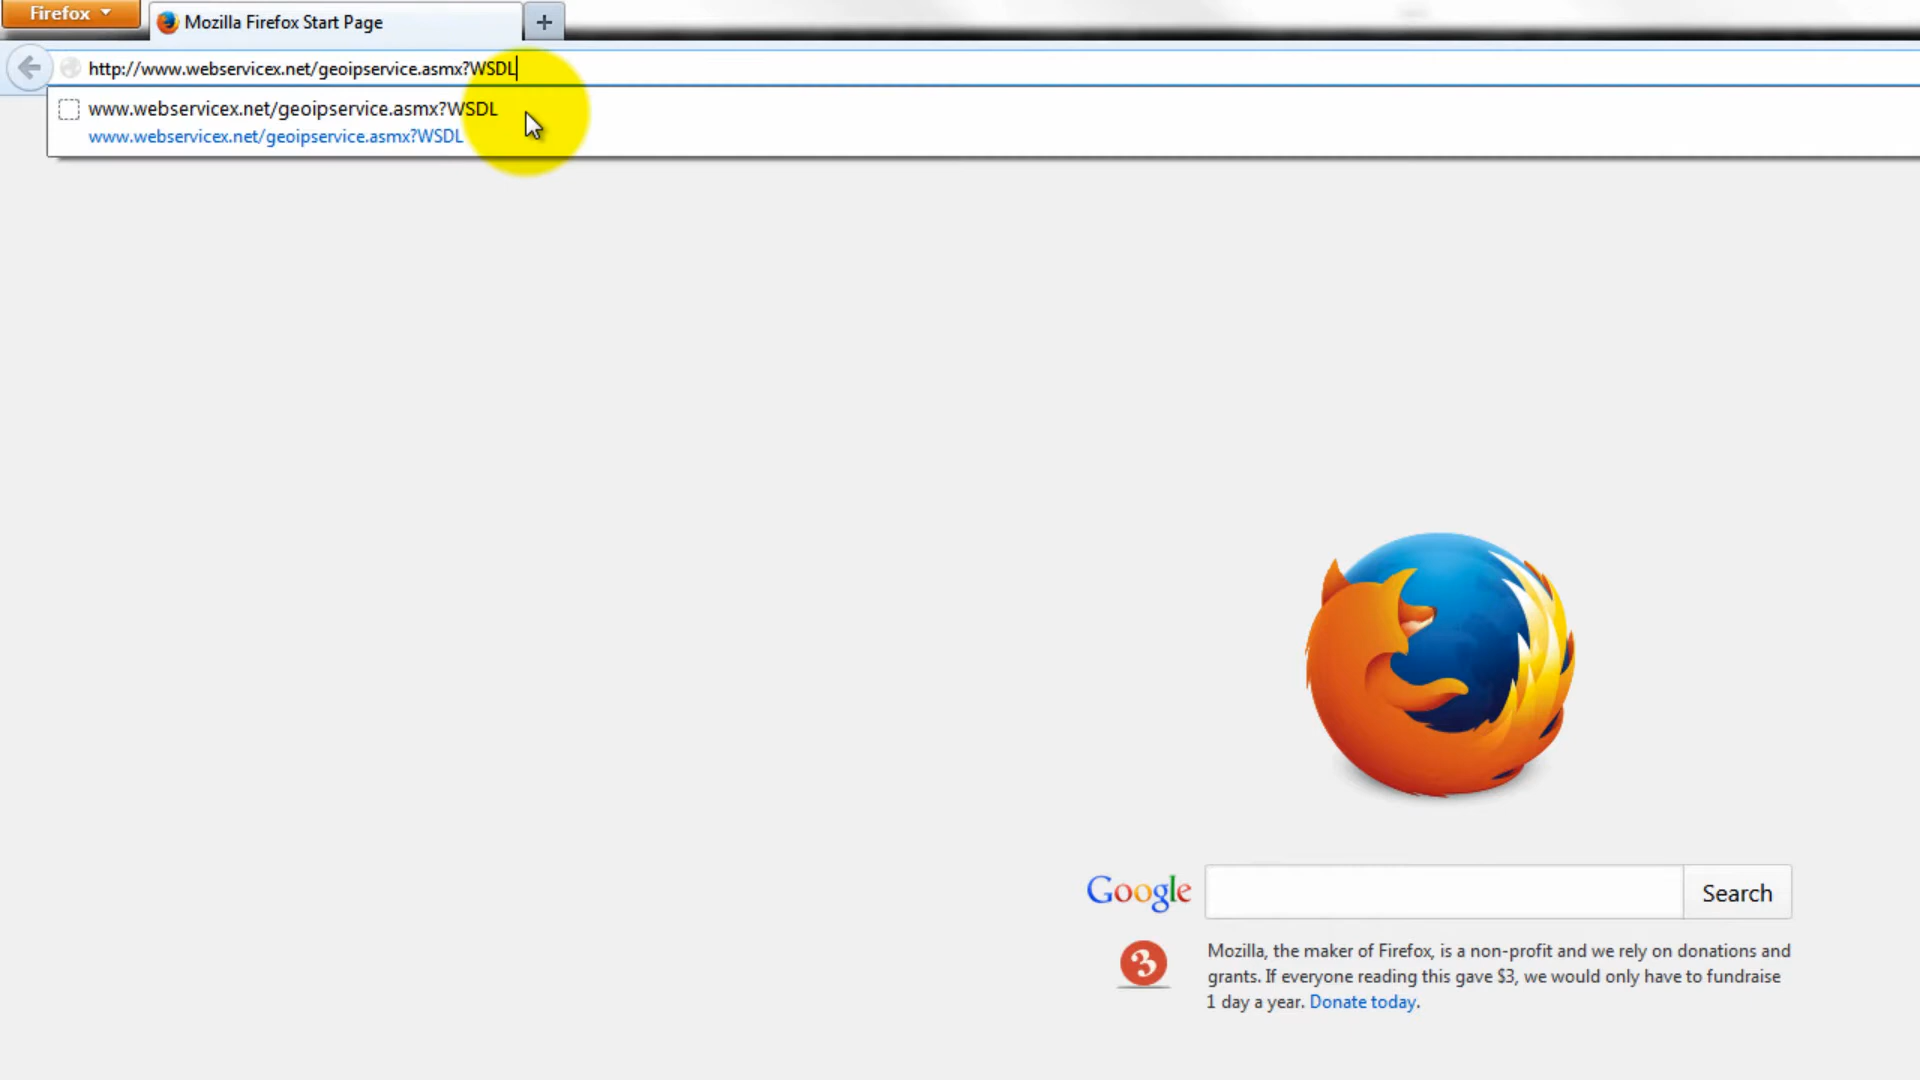 Firefox
Mozilla Firefox Start Page
http://www.webservicex.net/geoipservice.asmx?WSDL
www.webservicex.net/geoipservice.asmx?WSDL
www.webservicex.net/geoipservice.asmx?WSDL
Google
Search
3
Mozilla, the maker of Firefox, is a non-profit and we rely on donations and
grants. If everyone reading this gave $3, we would only have to fundraise
1 day a year. Donate today.